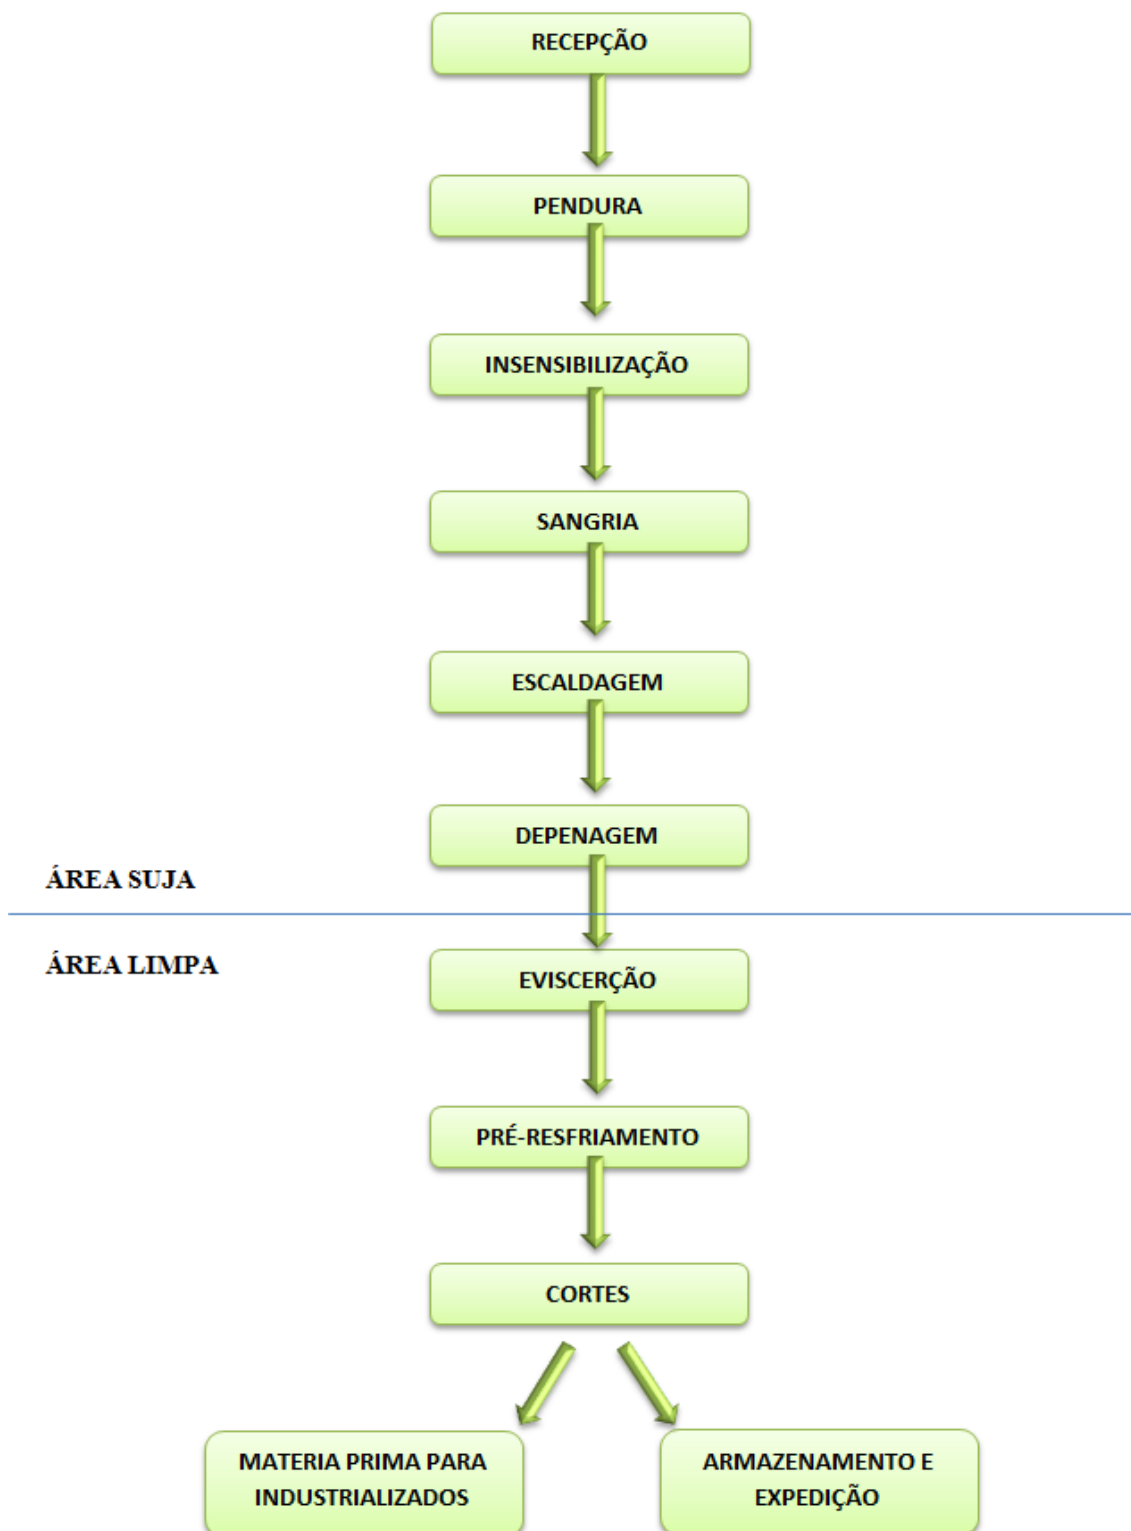 RECEPÇÃO
PENDURA
INSENSIBILIZAÇÃO
SANGRIA
ESCALDAGEM
DEPENAGEM
ÁREA SUJA
ÁREA LIMPA
EVISCERÇÃO
PRÉ-RESFRIAMENTO
CORTES
MATERIA PRIMA PARA
INDUSTRIALIZADOS
ARMAZENAMENTO E
EXPEDIÇÃO